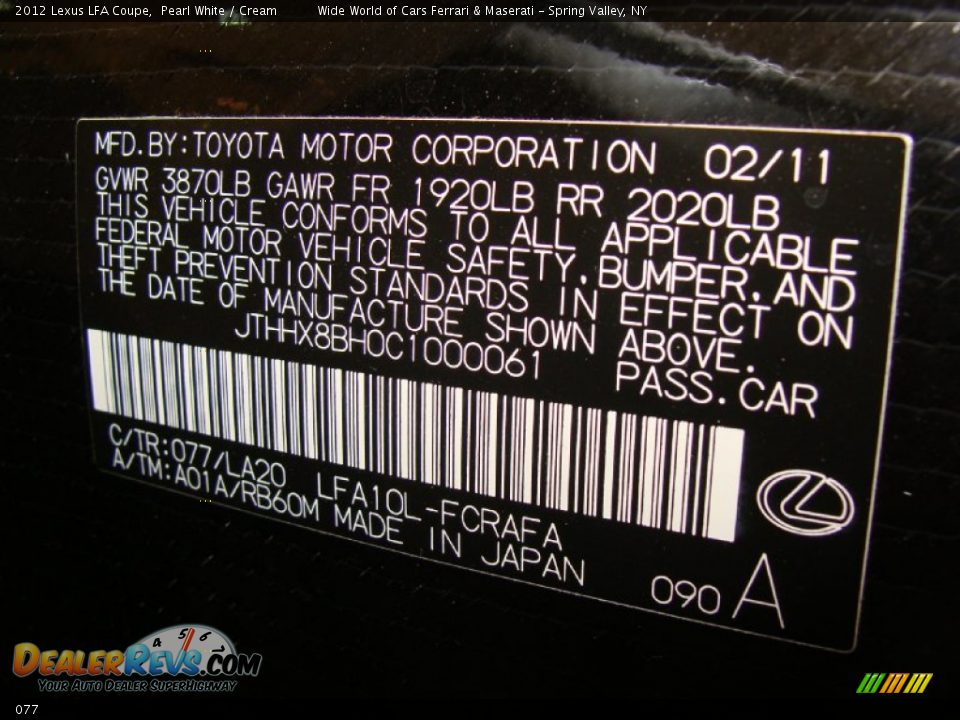 2012 Lexus LFA Coupe, Pearl White / Cream Wide World of Cars Ferrari & Maserati - Spring Valley, NY
MFD.BY:TOYOTA MOTOR CORPORATION 02/11
GVWR 3870LB GAWR FR 1920LB RR 2020LB
THIS VEHICLE CONFORMS TO ALL APPLICABLE
FEDERAL MOTOR VEHICLE SAFETY,BUMPER,AND
THEFT PREVENTION STANDARDS IN EFFECT ON
THE DATE OF MANUFACTURE SHOWN ABOVE.
JTHHX8BH0C1000061 PASS.CAR
C/TR:077/LA20 LFA10L-FCRAFA
A/TM:A01A/RB60M MADE IN JAPAN
090 A
4 5 6
DEALERREVS.COM
YOUR AUTO DEALER SUPERHIGHWAY
077